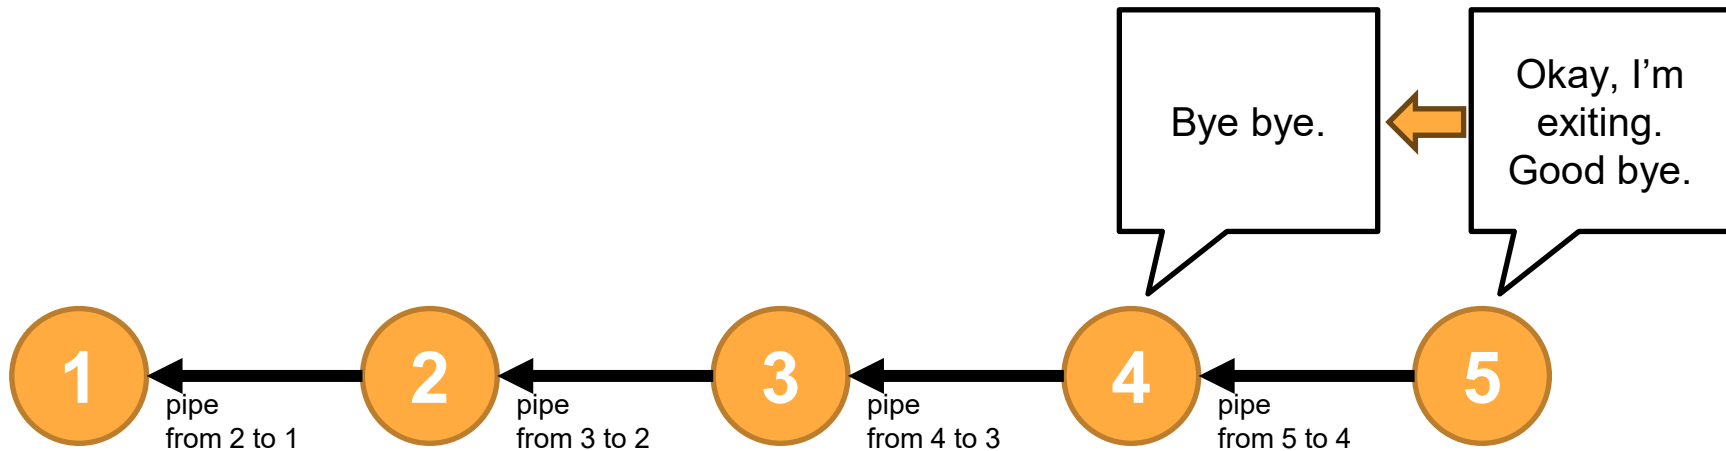 Bye bye.
Okay, I’m
exiting.
Good bye.
1
2
3
4
5
pipe
from 2 to 1
pipe
from 3 to 2
pipe
from 4 to 3
pipe
from 5 to 4